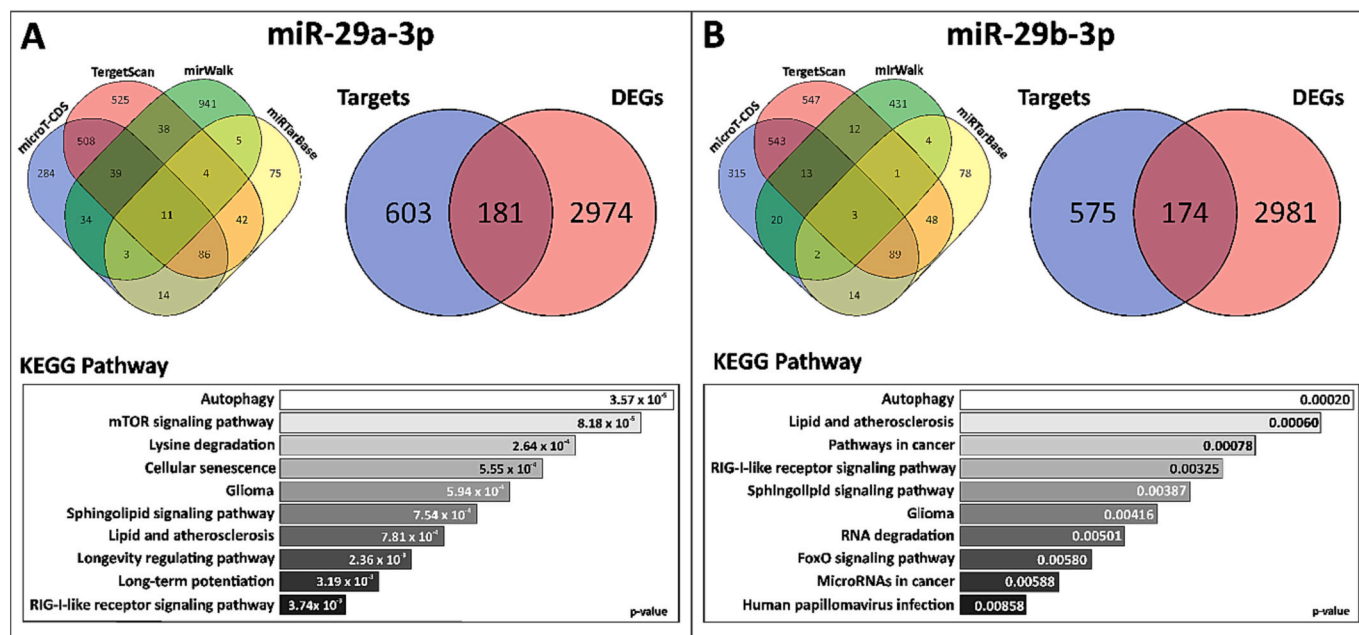 A
miR-29a-3p
TergetScan
mirWalk
microT-CDS
miRTarBase
525
941
508
38
5
284
39
4
75
34
11
42
3
86
14
Targets
DEGs
603
181
2974
KEGG Pathway
Autophagy 3.57 x 10⁻⁵
mTOR signaling pathway 8.18 x 10⁻⁵
Lysine degradation 2.64 x 10⁻⁴
Cellular senescence 5.55 x 10⁻⁴
Glioma 5.94 x 10⁻⁴
Sphingolipid signaling pathway 7.54 x 10⁻⁴
Lipid and atherosclerosis 7.81 x 10⁻⁴
Longevity regulating pathway 2.36 x 10⁻³
Long-term potentiation 3.19 x 10⁻³
RIG-I-like receptor signaling pathway 3.74x 10⁻³
p-value
B
miR-29b-3p
TergetScan
mirWalk
microT-CDS
miRTarBase
547
431
543
12
4
315
13
1
78
20
3
48
2
89
14
Targets
DEGs
575
174
2981
KEGG Pathway
Autophagy 0.00020
Lipid and atherosclerosis 0.00060
Pathways in cancer 0.00078
RIG-I-like receptor signaling pathway 0.00325
Sphingolipid signaling pathway 0.00387
Glioma 0.00416
RNA degradation 0.00501
FoxO signaling pathway 0.00580
MicroRNAs in cancer 0.00588
Human papillomavirus infection 0.00858
p-value